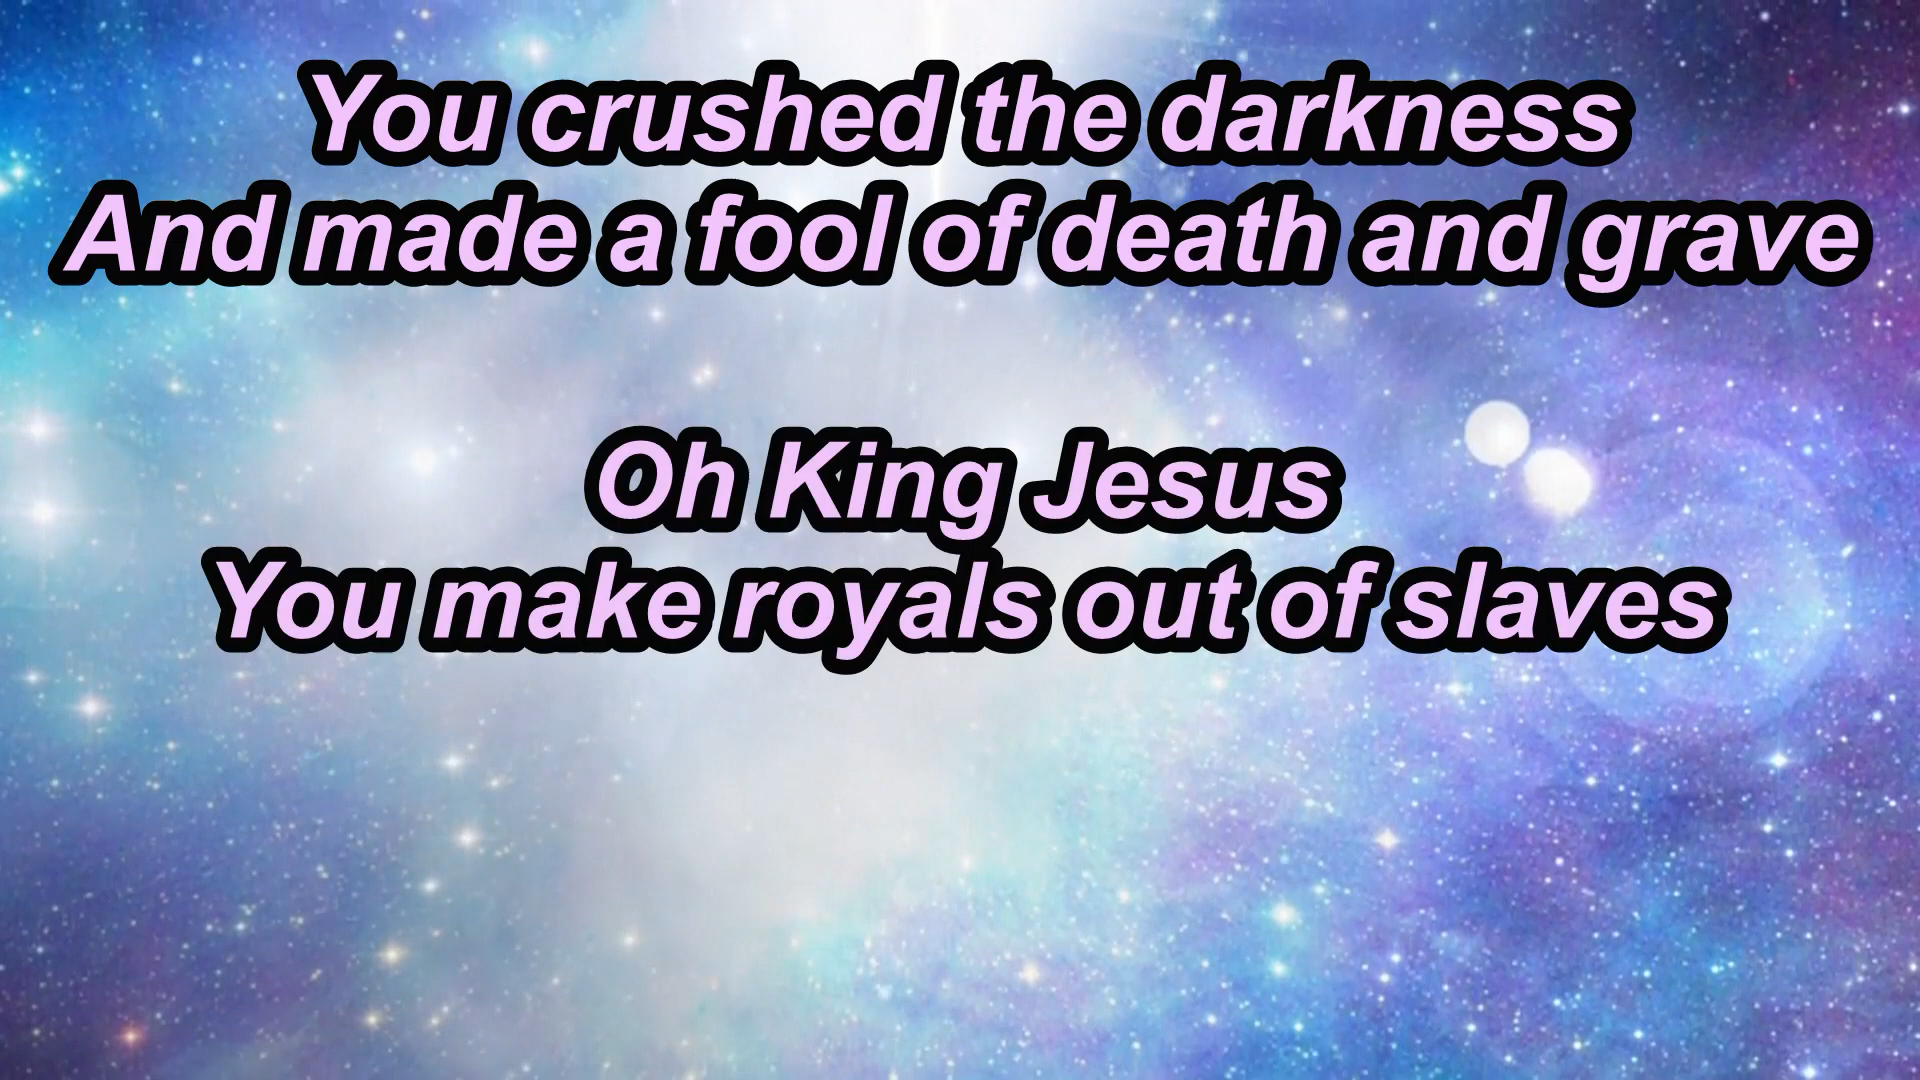 You crushed the darkness
And made a fool of death and grave
Oh King Jesus
You make royals out of slaves